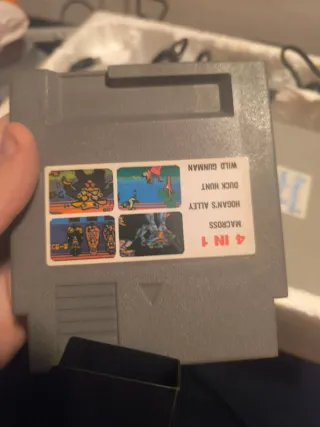 4 IN 1
MACROSS
HOGAN'S ALLEY
DUCK HUNT
WILD GUNMAN